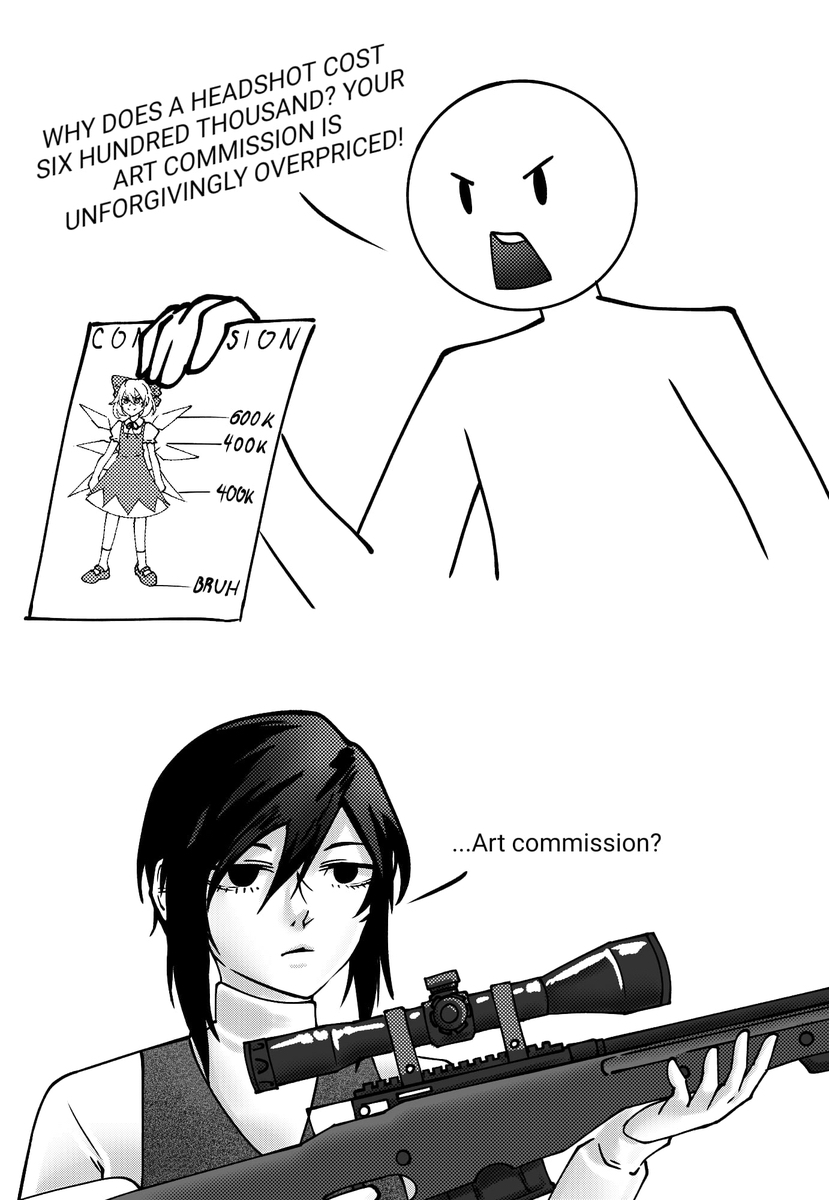 WHY DOES A HEADSHOT COST
SIX HUNDRED THOUSAND? YOUR
ART COMMISSION IS
UNFORGIVINGLY OVERPRICED!
COM SION
600K
400K
400K
BRUH
...Art commission?